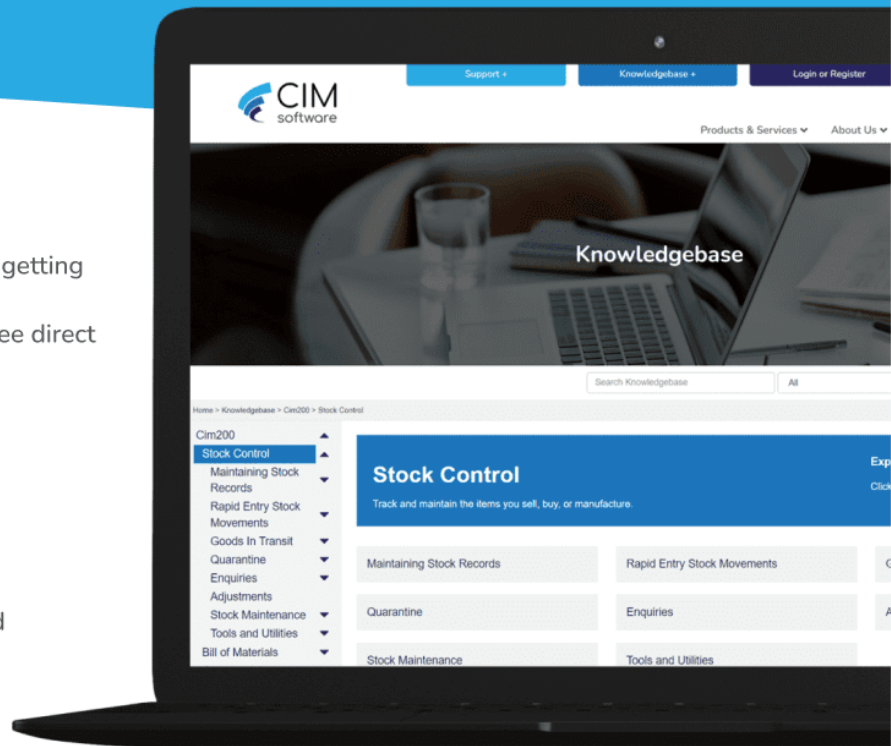 getting
ee direct
CIM
software
Support +
Knowledgebase +
Login or Register
Products & Services
About Us
Knowledgebase
Search Knowledgebase
All
Home > Knowledgebase > Cim200 > Stock Control
Cim200
Stock Control
Maintaining Stock
Records
Rapid Entry Stock
Movements
Goods In Transit
Quarantine
Enquiries
Adjustments
Stock Maintenance
Tools and Utilities
Bill of Materials
Stock Control
Track and maintain the items you sell, buy, or manufacture.
Exp
Click
Maintaining Stock Records
Rapid Entry Stock Movements
G
Quarantine
Enquiries
A
Stock Maintenance
Tools and Utilities